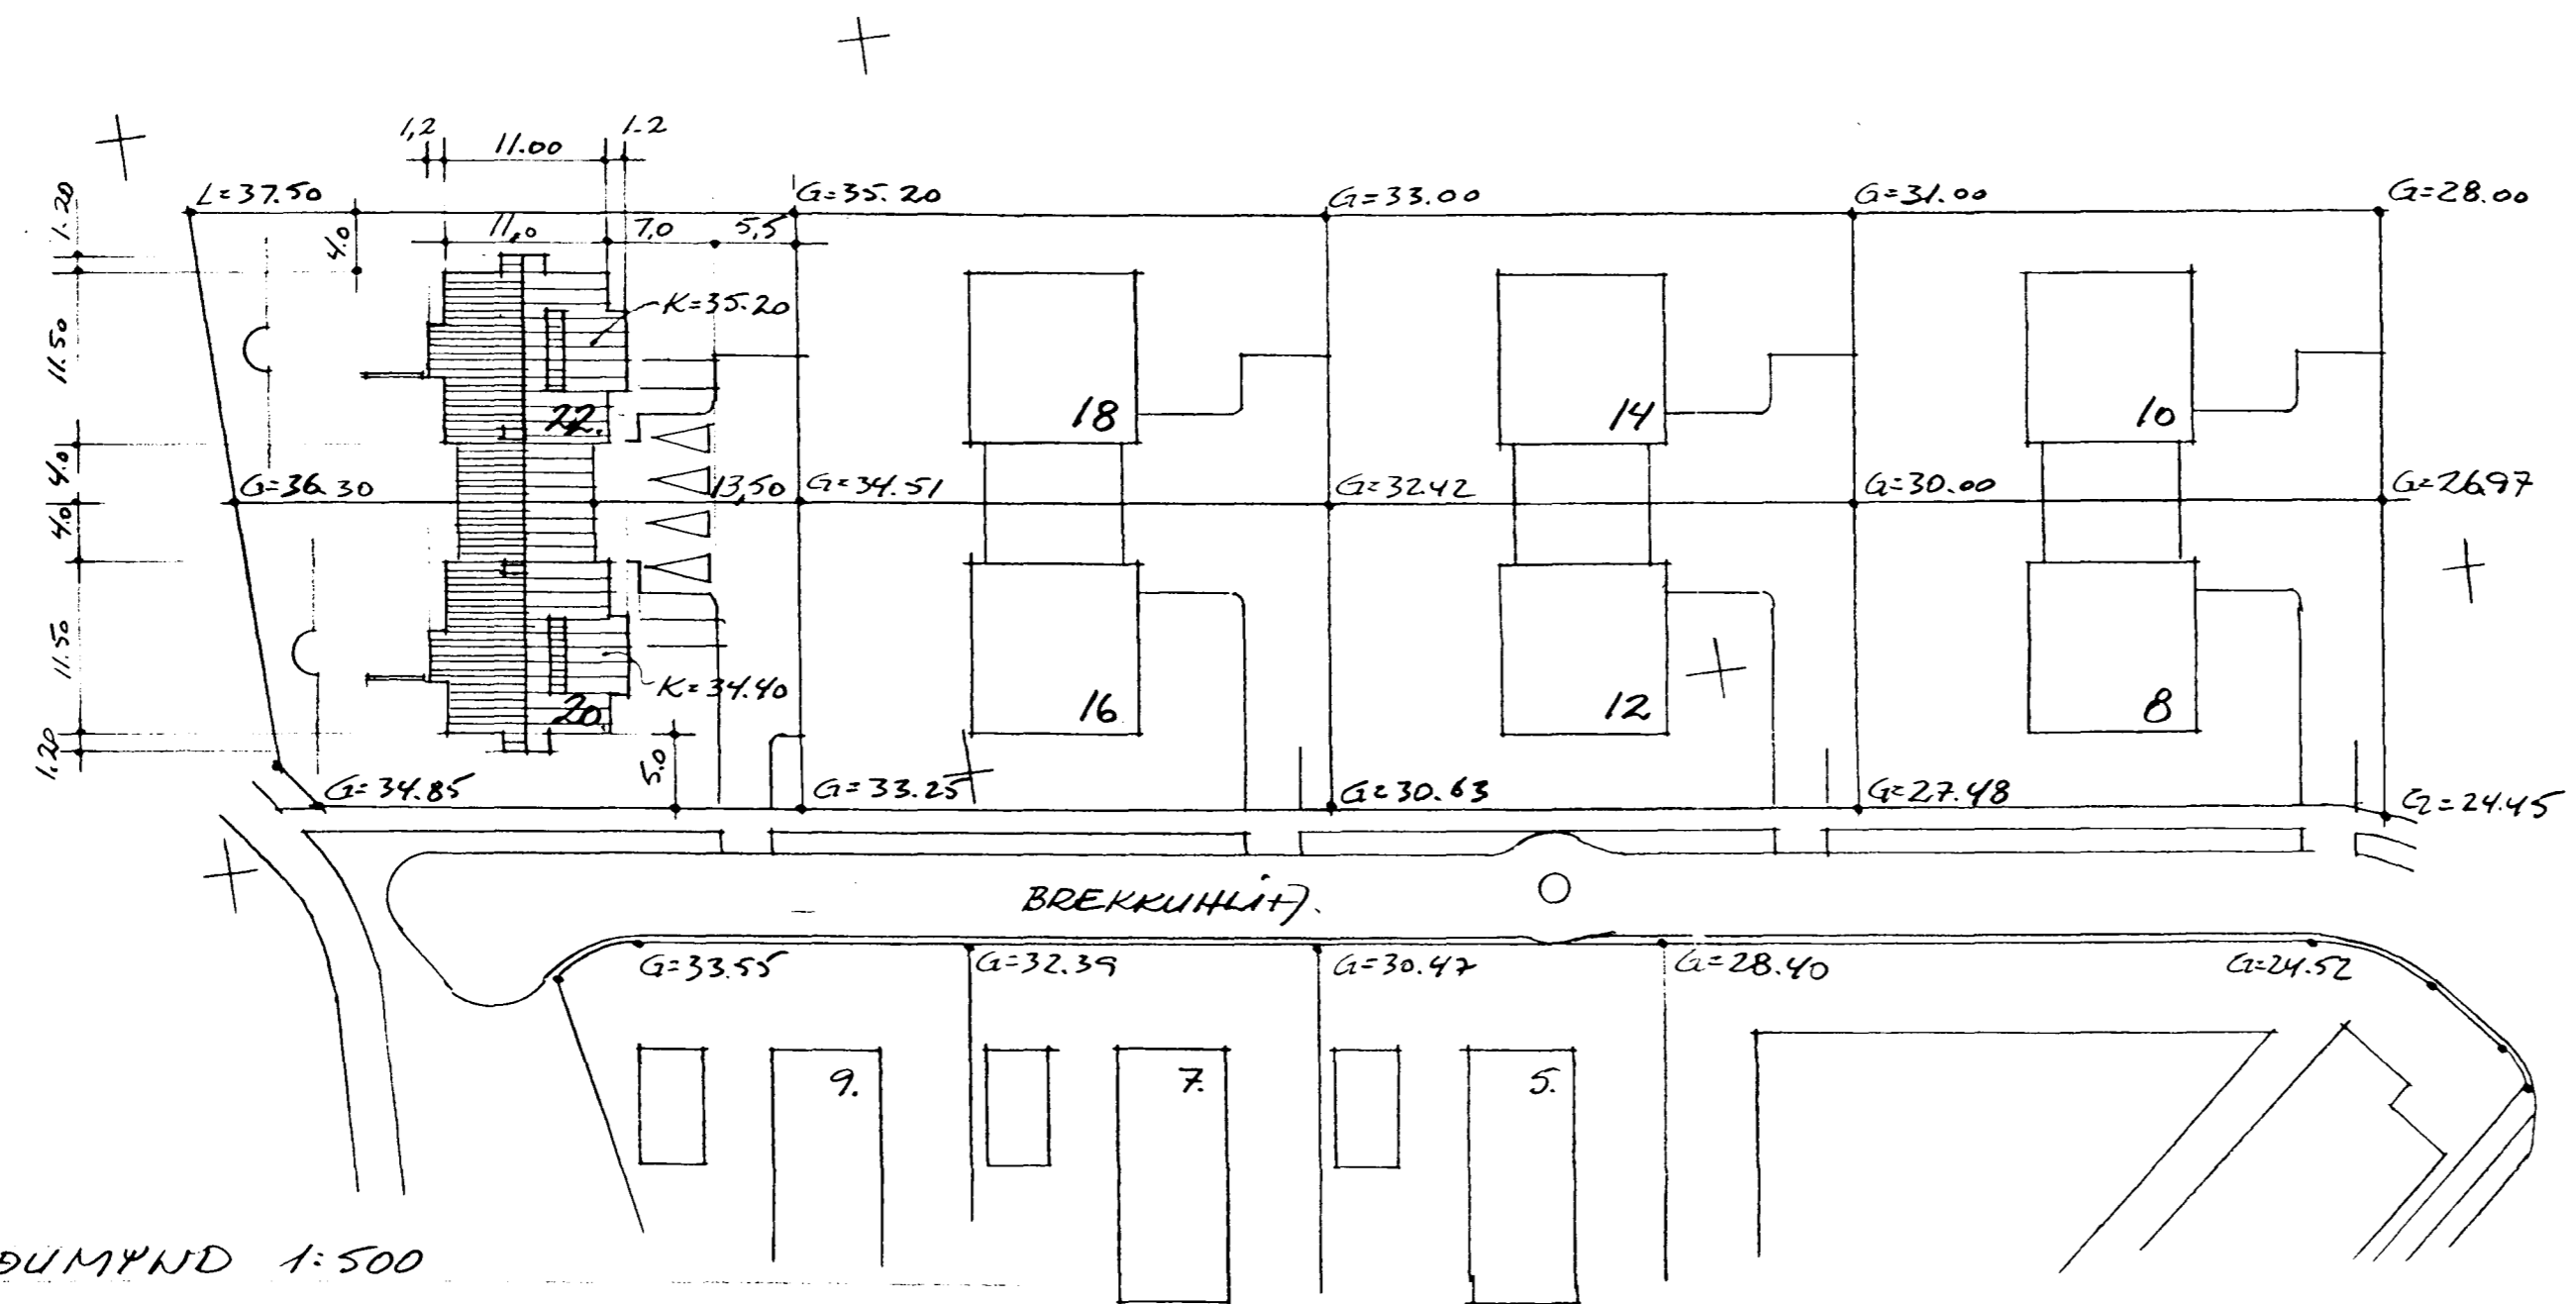 1,2 11.00 1.2
L=37.50 G=35.20 G=33.00 G=31.00 G=28.00
1.20 4.0 11,0 7,0 5,5
K=35.20
11.50
22. 18 14 10
4.0
G=36.30 13,50 G=34.51 G=32.42 G=30.00 G=26.97
4.0
11.50
K=34.40
20. 16 12 8
1.20 5.0
G=34.85 G=33.25 G=30.63 G=27.48 G=24.45
BREKKUHLÍÐ.
G=33.55 G=32.39 G=30.47 G=28.40 G=24.52
9. 7. 5.
ÐUMYND 1:500